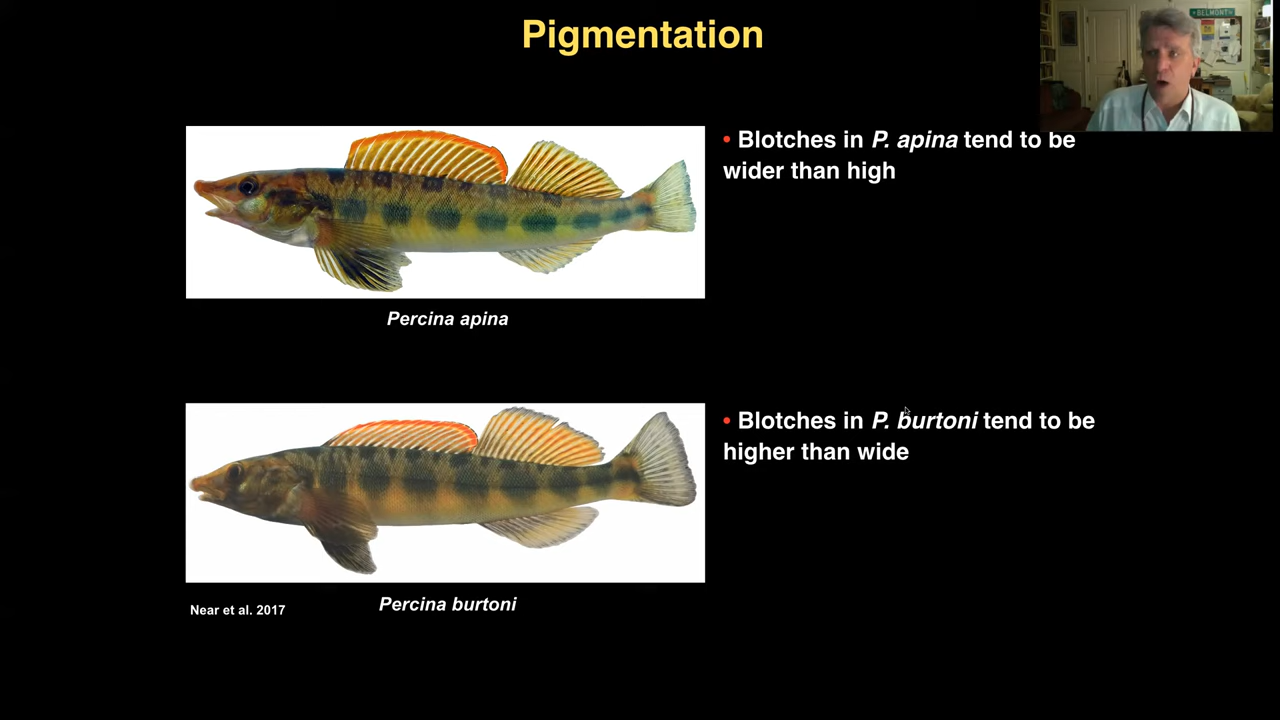 Pigmentation
BELMONT
• Blotches in P. apina tend to be
wider than high
Percina apina
• Blotches in P. burtoni tend to be
higher than wide
Near et al. 2017
Percina burtoni